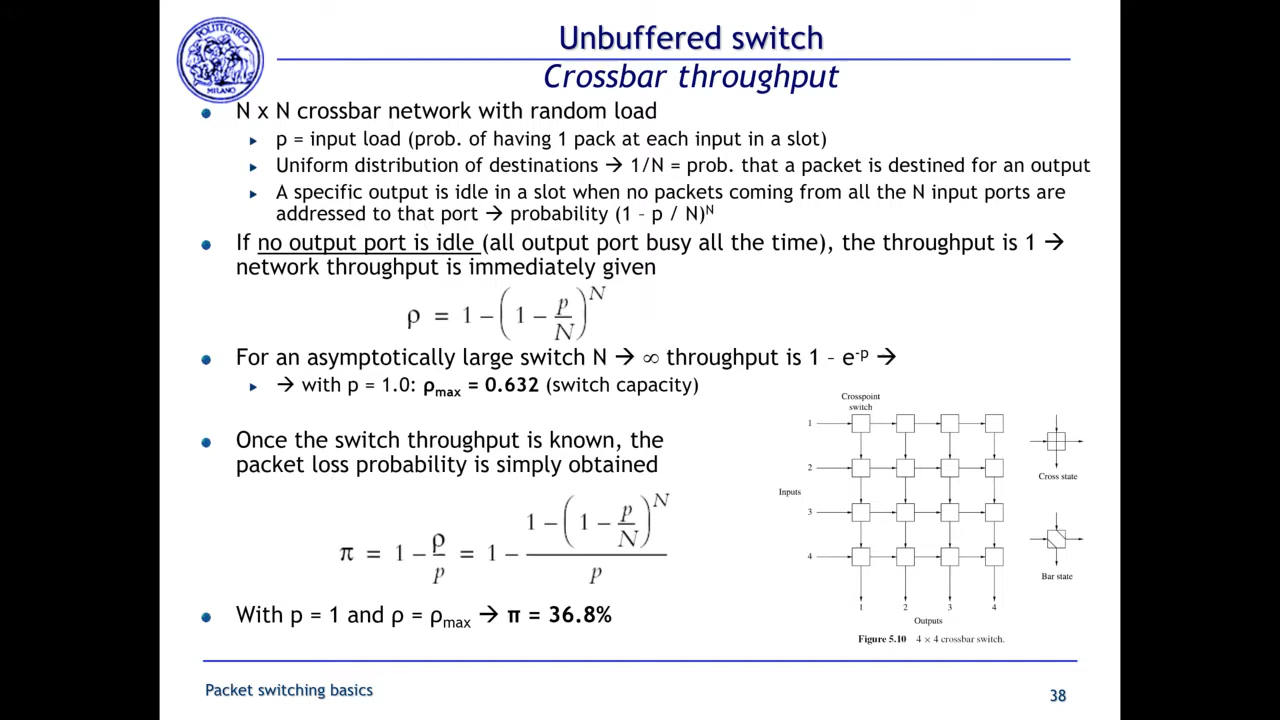 POLITECNICO
MILANO
Unbuffered switch
Crossbar throughput
N x N crossbar network with random load
p = input load (prob. of having 1 pack at each input in a slot)
Uniform distribution of destinations → 1/N = prob. that a packet is destined for an output
A specific output is idle in a slot when no packets coming from all the N input ports are
addressed to that port → probability (1 – p / N)^N
If no output port is idle (all output port busy all the time), the throughput is 1 →
network throughput is immediately given
ρ = 1 – (1 – p/N)^N
For an asymptotically large switch N → ∞ throughput is 1 – e^-p →
→ with p = 1.0: ρmax = 0.632 (switch capacity)
Once the switch throughput is known, the
packet loss probability is simply obtained
π = 1 – ρ/p = 1 – (1 – (1 – p/N)^N)/p
With p = 1 and ρ = ρmax → π = 36.8%
Crosspoint
switch
1
2
Inputs
3
4
1 2 3 4
Outputs
Cross state
Bar state
Figure 5.10 4 × 4 crossbar switch.
Packet switching basics
38